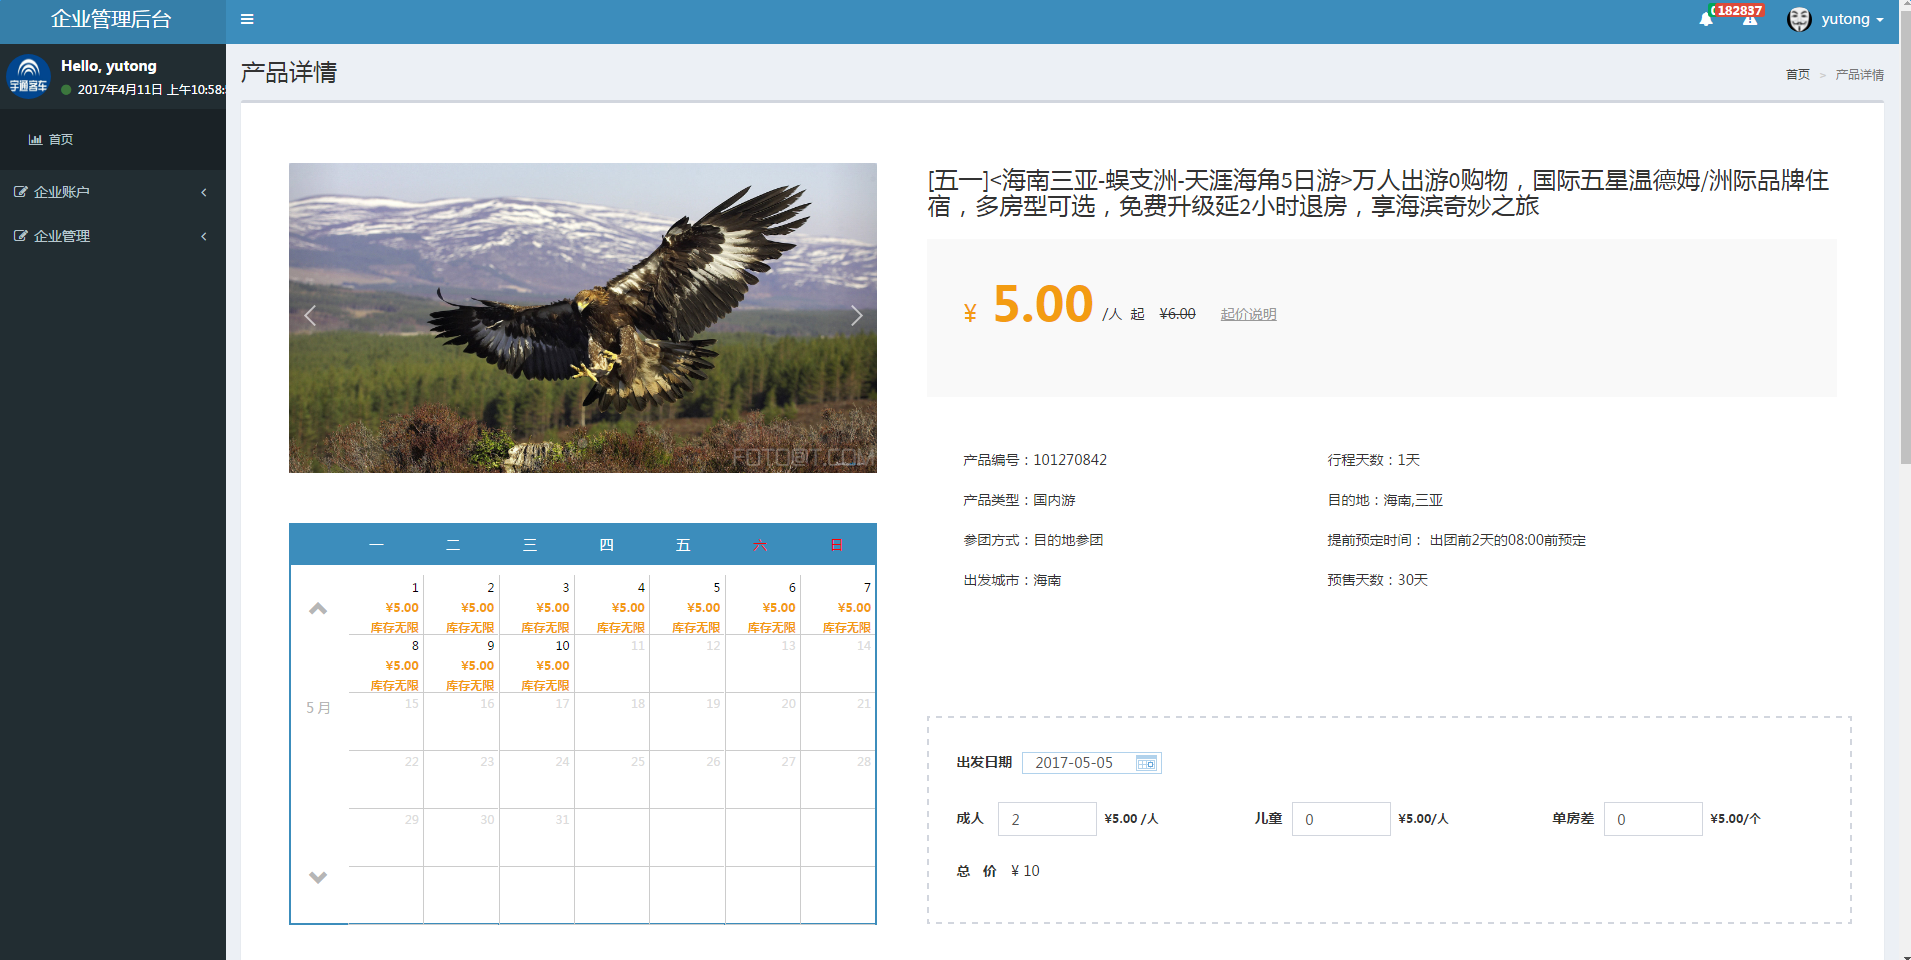 企业管理后台
182837
yutong
宇通客车
Hello, yutong
2017年4月11日 上午10:58:
首页
企业账户
企业管理
产品详情
首页 > 产品详情
FOTO@T.COM
[五一]<海南三亚-蜈支洲-天涯海角5日游>万人出游0购物，国际五星温德姆/洲际品牌住
宿，多房型可选，免费升级延2小时退房，享海滨奇妙之旅
¥ 5.00 /人 起 ¥6.00 起价说明
产品编号：101270842 行程天数：1天
产品类型：国内游 目的地：海南,三亚
参团方式：目的地参团 提前预定时间： 出团前2天的08:00前预定
出发城市：海南 预售天数：30天
一 二 三 四 五 六 日
1 2 3 4 5 6 7
¥5.00 ¥5.00 ¥5.00 ¥5.00 ¥5.00 ¥5.00 ¥5.00
库存无限 库存无限 库存无限 库存无限 库存无限 库存无限 库存无限
8 9 10 11 12 13 14
¥5.00 ¥5.00 ¥5.00
库存无限 库存无限 库存无限
5 月
15 16 17 18 19 20 21
22 23 24 25 26 27 28
29 30 31
出发日期 2017-05-05
成人 2 ¥5.00 /人 儿童 0 ¥5.00/人 单房差 0 ¥5.00/个
总 价 ¥ 10